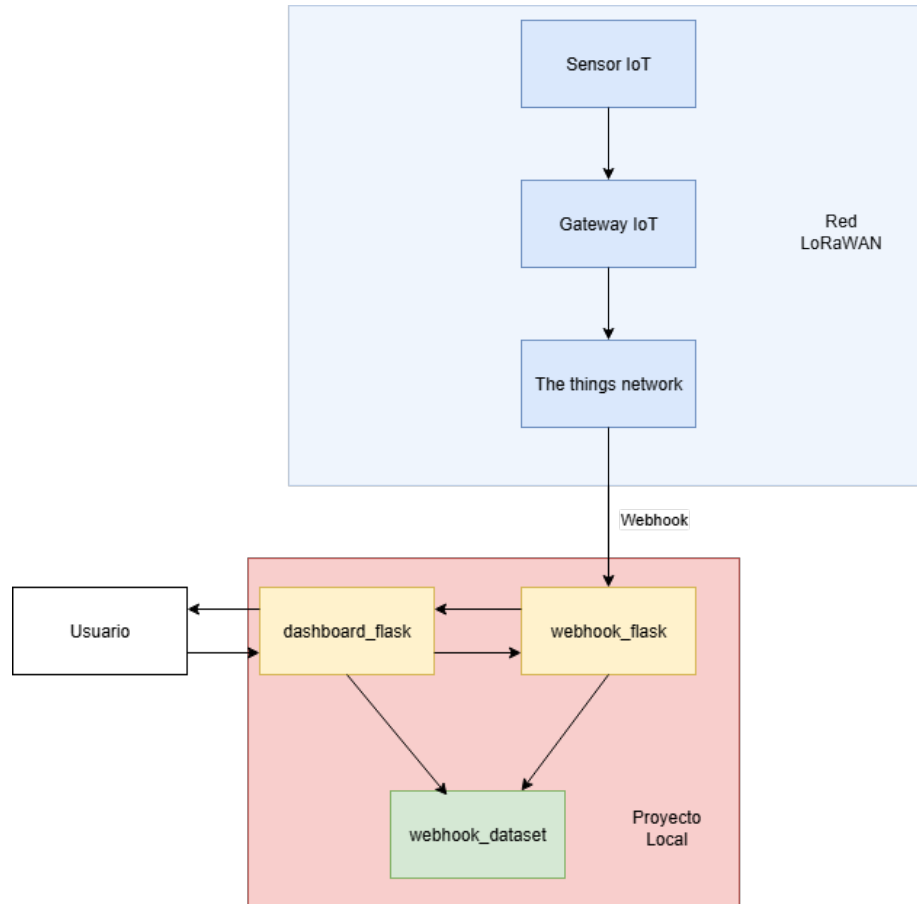 Sensor IoT
Gateway IoT
Red
LoRaWAN
The things network
Webhook
Usuario
dashboard_flask
webhook_flask
webhook_dataset
Proyecto
Local